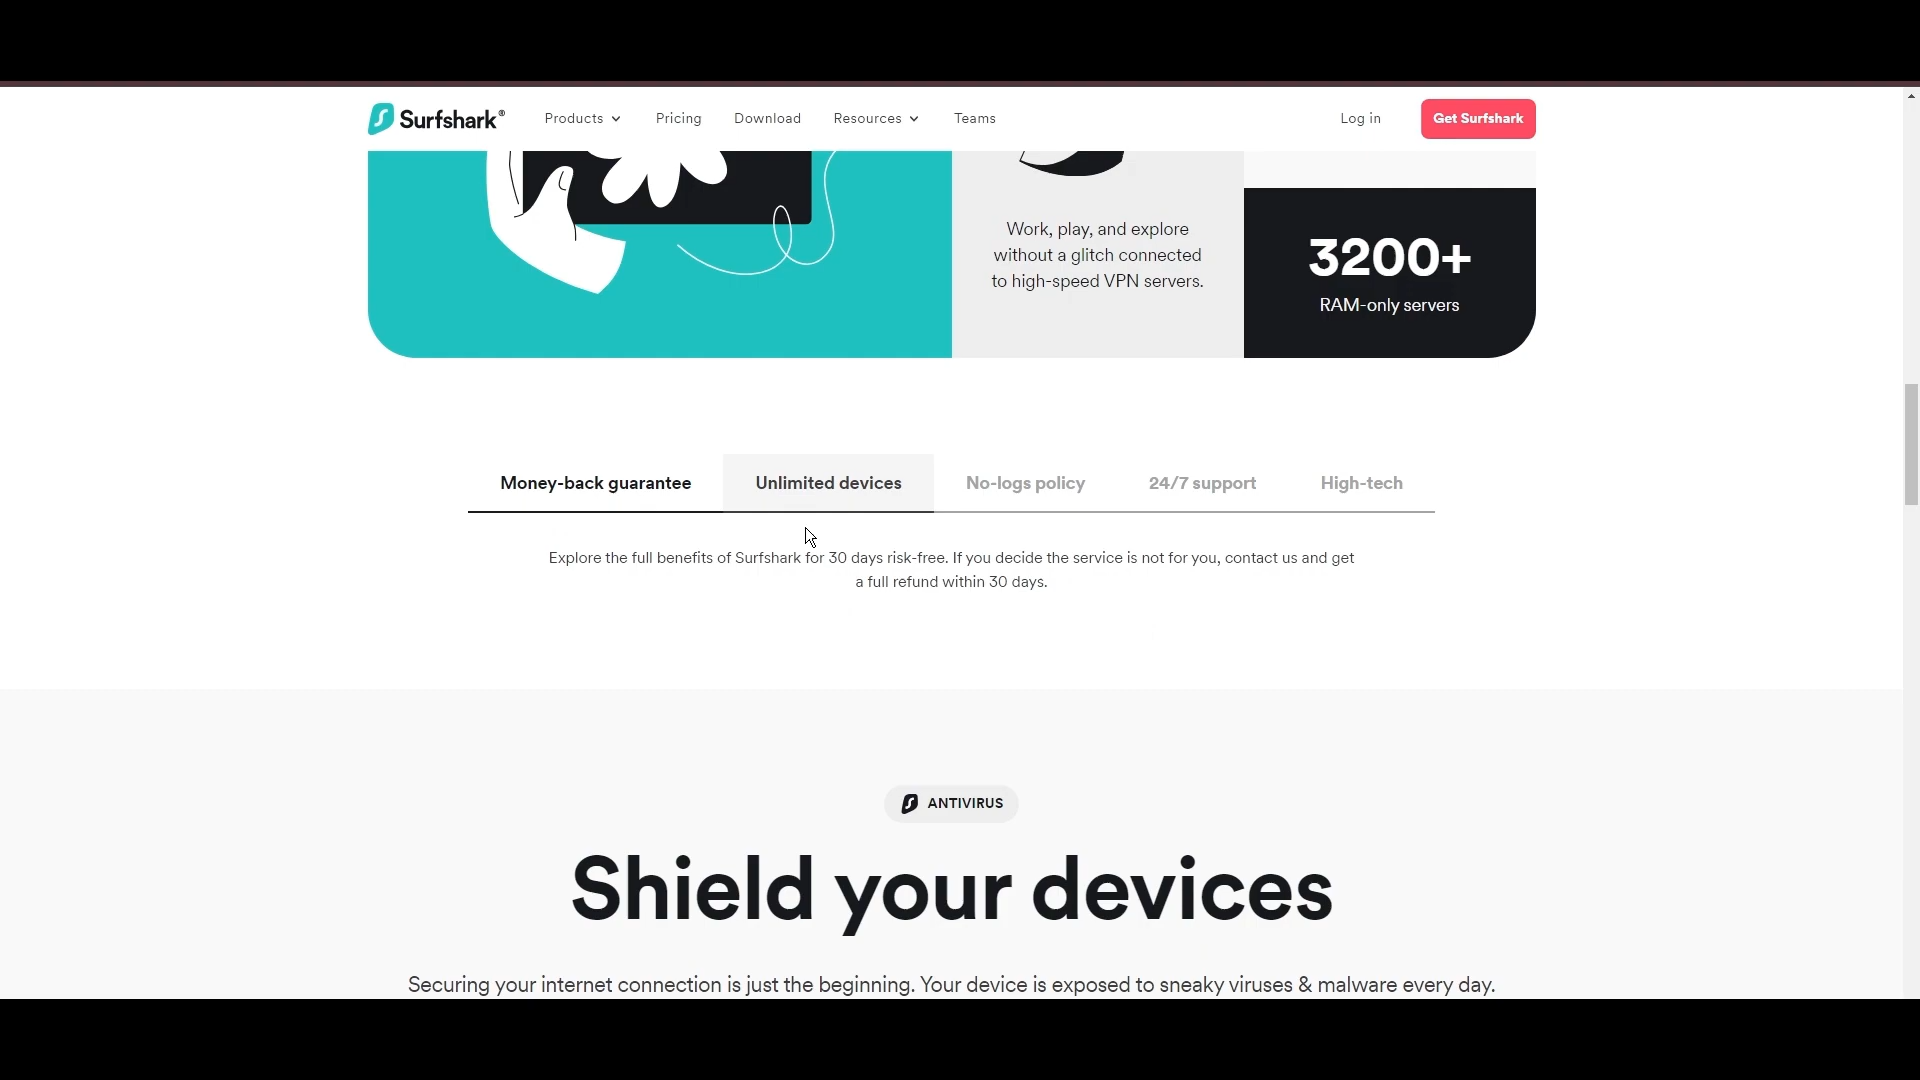 Surfshark®
Products
Pricing
Download
Resources
Teams
Log in
Get Surfshark
Work, play, and explore
without a glitch connected
to high-speed VPN servers.
3200+
RAM-only servers
Money-back guarantee
Unlimited devices
No-logs policy
24/7 support
High-tech
Explore the full benefits of Surfshark for 30 days risk-free. If you decide the service is not for you, contact us and get
a full refund within 30 days.
ANTIVIRUS
Shield your devices
Securing your internet connection is just the beginning. Your device is exposed to sneaky viruses & malware every day.